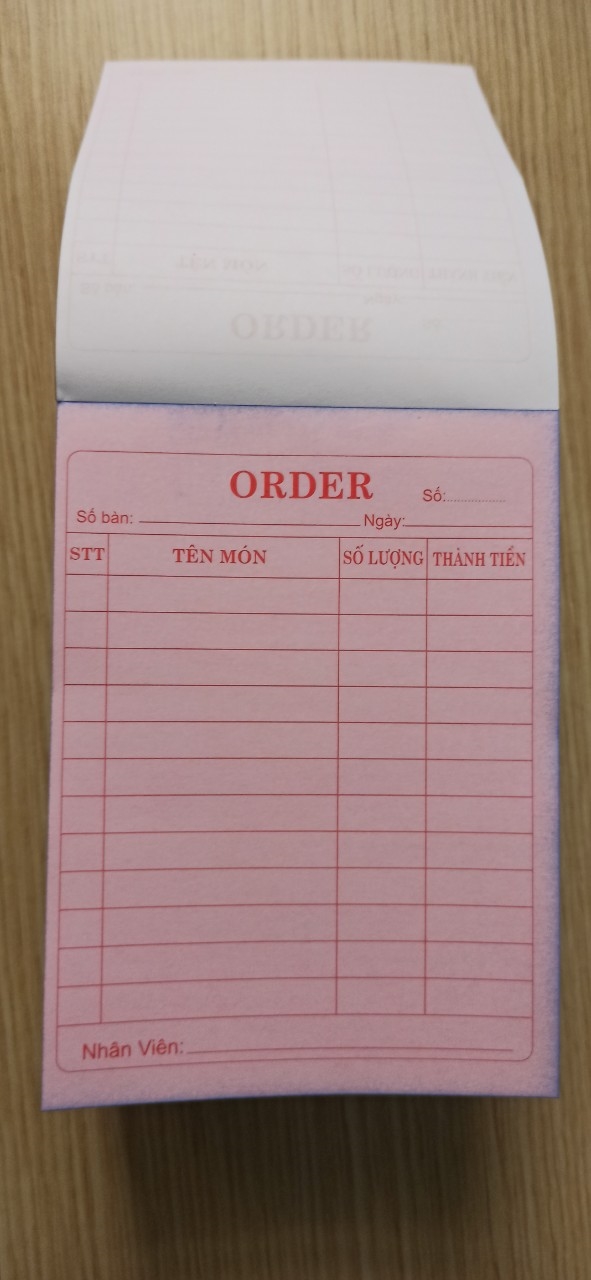 ORDER
Số:
Số bàn: Ngày:
STT TÊN MÓN SỐ LƯỢNG THÀNH TIỀN
Nhân Viên: